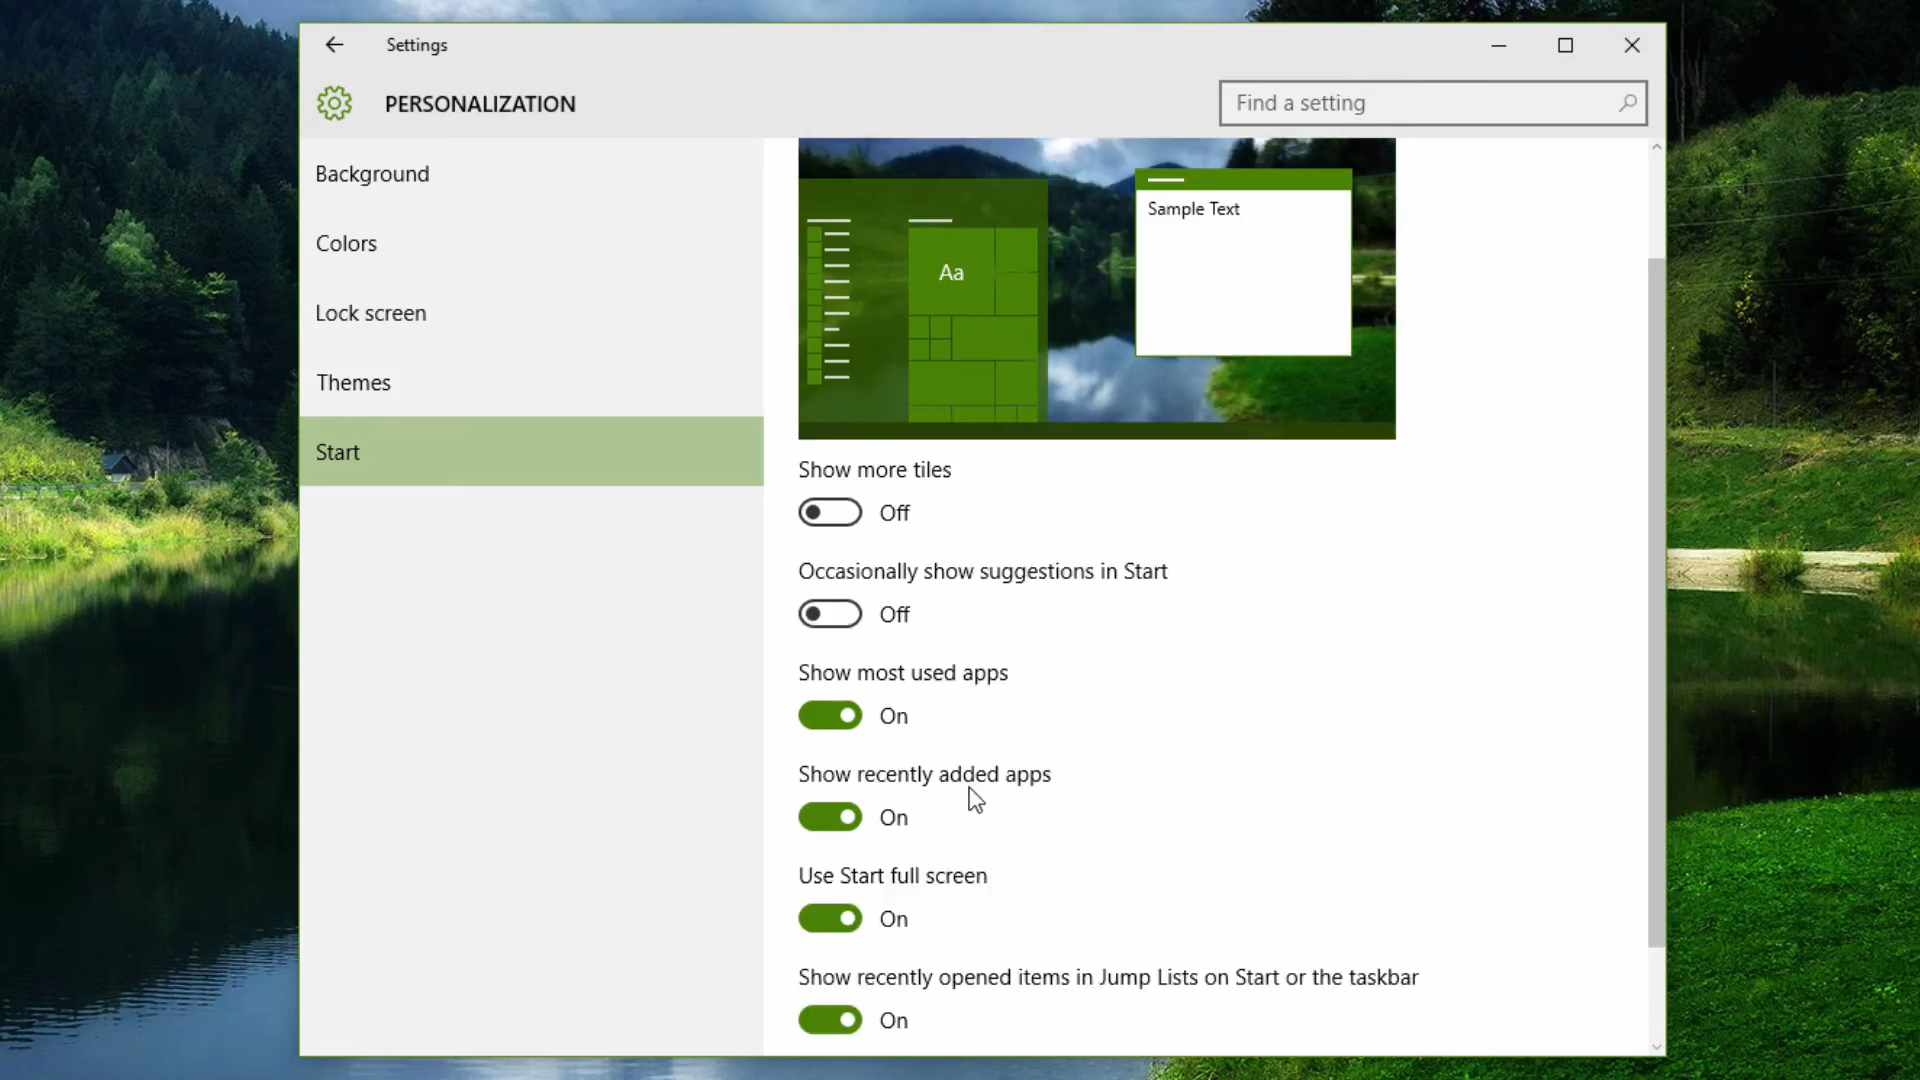 Settings
PERSONALIZATION
Find a setting
Background
Colors
Lock screen
Themes
Start
Sample Text
Aa
Show more tiles
Off
Occasionally show suggestions in Start
Off
Show most used apps
On
Show recently added apps
On
Use Start full screen
On
Show recently opened items in Jump Lists on Start or the taskbar
On